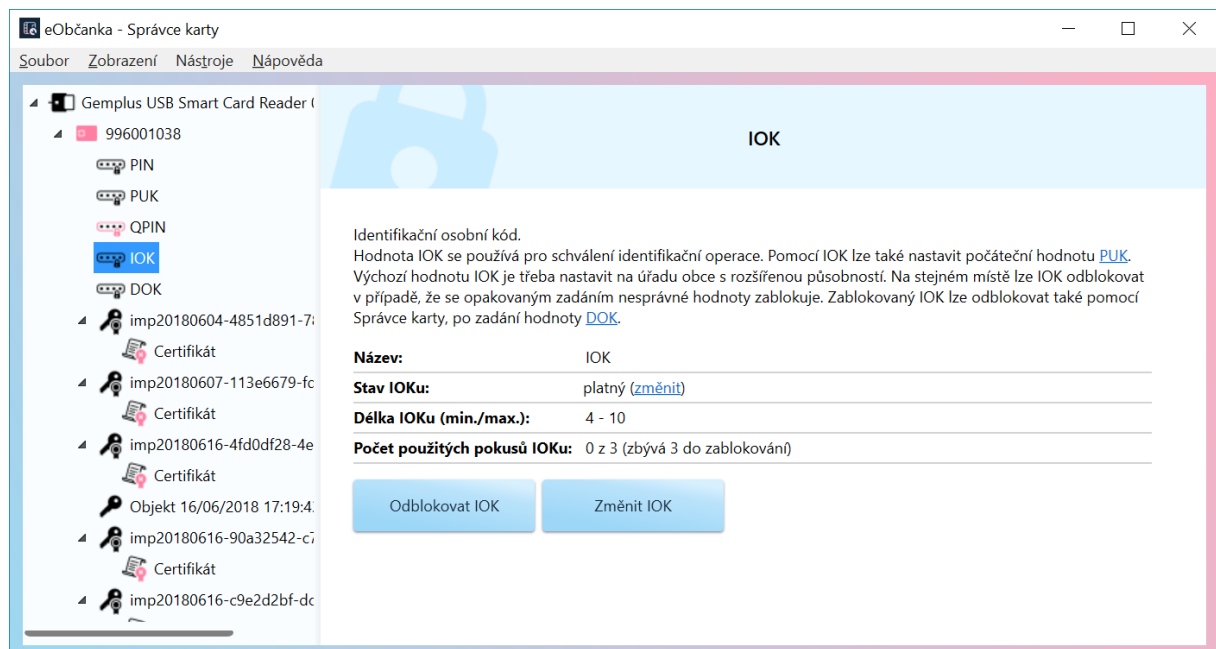 eObčanka - Správce karty
Soubor Zobrazení Nástroje Nápověda
Gemplus USB Smart Card Reader
996001038
PIN
PUK
QPIN
IOK
DOK
imp20180604-4851d891-7
Certifikát
imp20180607-113e6679-fc
Certifikát
imp20180616-4fd0df28-4e
Certifikát
Objekt 16/06/2018 17:19:4
imp20180616-90a32542-c7
Certifikát
imp20180616-c9e2d2bf-dc
IOK
Identifikační osobní kód.
Hodnota IOK se používá pro schválení identifikační operace. Pomocí IOK lze také nastavit počáteční hodnotu PUK.
Výchozí hodnotu IOK je třeba nastavit na úřadu obce s rozšířenou působností. Na stejném místě lze IOK odblokovat
v případě, že se opakovaným zadáním nesprávné hodnoty zablokuje. Zablokovaný IOK lze odblokovat také pomocí
Správce karty, po zadání hodnoty DOK.
Název: IOK
Stav IOKu: platný (změnit)
Délka IOKu (min./max.): 4 - 10
Počet použitých pokusů IOKu: 0 z 3 (zbývá 3 do zablokování)
Odblokovat IOK Změnit IOK